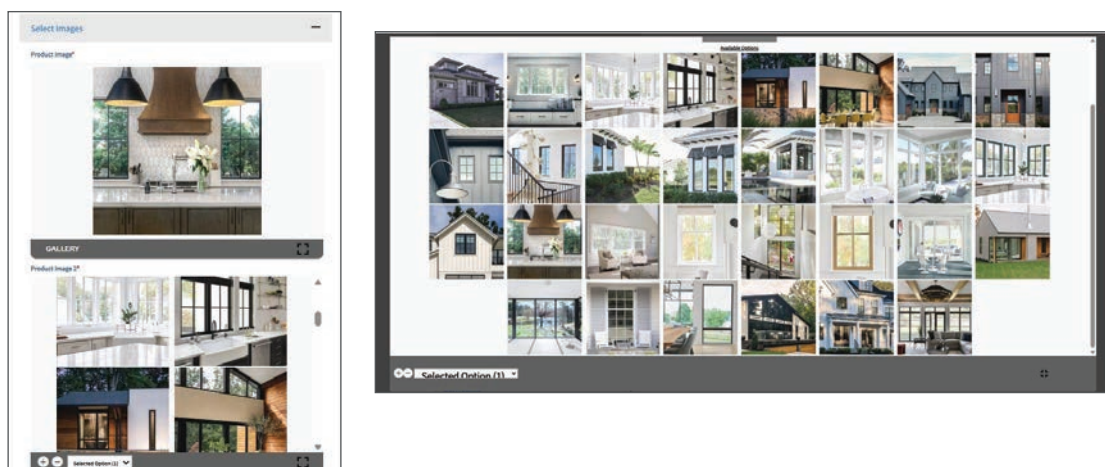 Select Images
Product Image*
GALLERY
Product Image 2*
Selected Option (1)
Available Options
Selected Option (1)